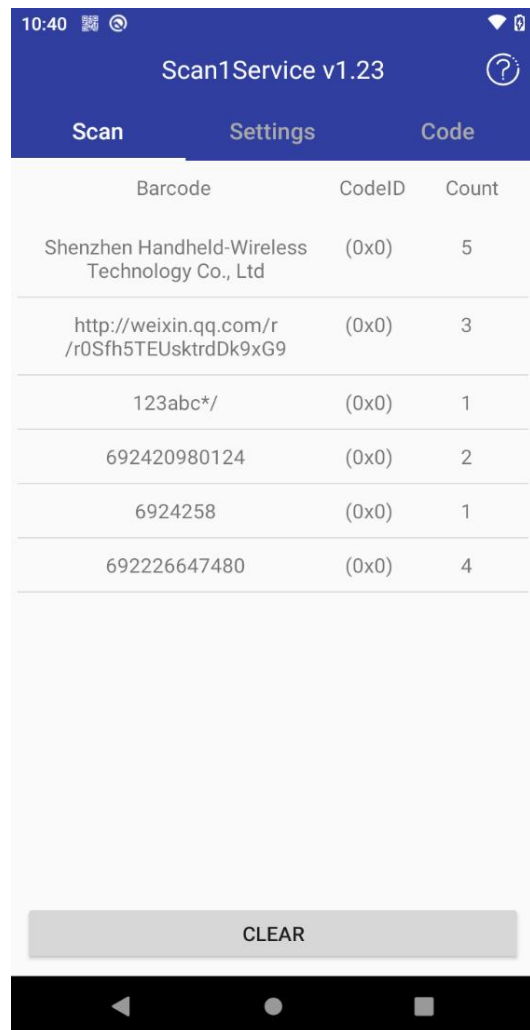 10:40
Scan1Service v1.23
Scan Settings Code
Barcode CodeID Count
Shenzhen Handheld-Wireless (0x0) 5
Technology Co., Ltd
http://weixin.qq.com/r (0x0) 3
/r0Sfh5TEUsktrdDk9xG9
123abc*/ (0x0) 1
692420980124 (0x0) 2
6924258 (0x0) 1
692226647480 (0x0) 4
CLEAR